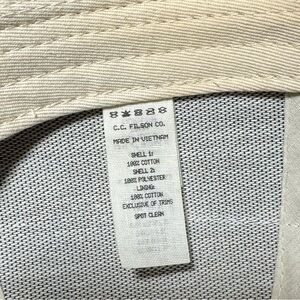 C.C. FILSON CO.
MADE IN VIETNAM
SHELL 1:
100% COTTON
SHELL 2:
100% POLYESTER
LINING:
100% COTTON
EXCLUSIVE OF TRIMS
SPOT CLEAN